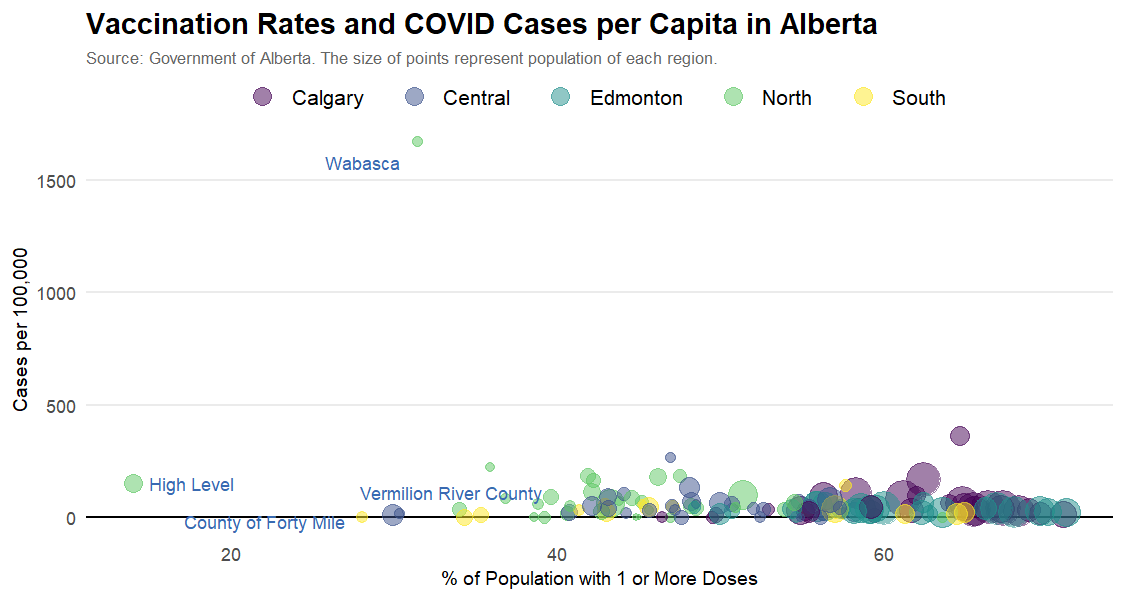 Vaccination Rates and COVID Cases per Capita in Alberta
Source: Government of Alberta. The size of points represent population of each region.
Calgary Central Edmonton North South
Wabasca
1500
1000
500
High Level
Vermilion River County
0
County of Forty Mile
20 40 60
% of Population with 1 or More Doses
Cases per 100,000